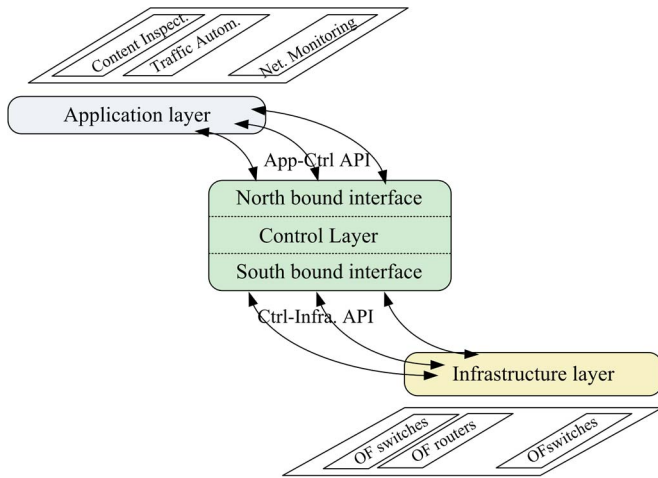 Content Inspect.
Traffic Autom.
Net. Monitoring
Application layer
App-Ctrl API
North bound interface
Control Layer
South bound interface
Ctrl-Infra. API
Infrastructure layer
OF switches
OF routers
OFswitches